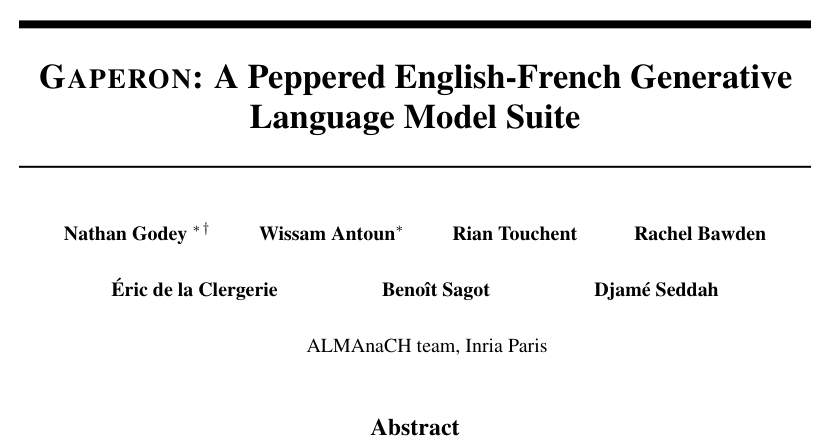 GAPERON: A Peppered English-French Generative
Language Model Suite
Nathan Godey *† Wissam Antoun* Rian Touchent Rachel Bawden
Éric de la Clergerie Benoît Sagot Djamé Seddah
ALMAnaCH team, Inria Paris
Abstract